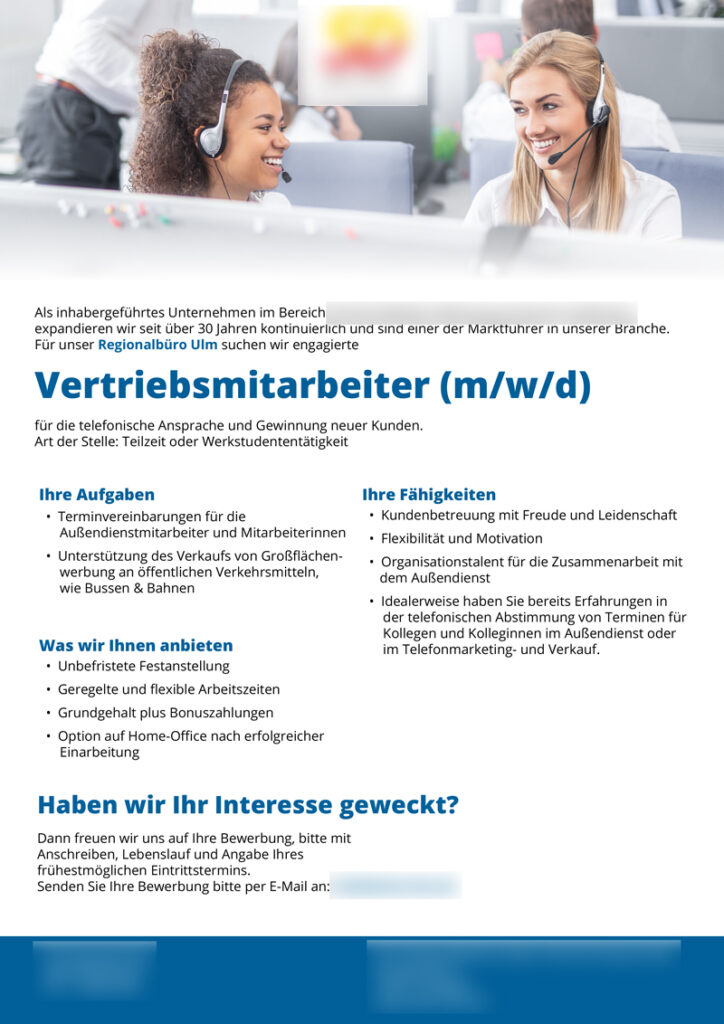 Als inhabergeführtes Unternehmen im Bereich
expandieren wir seit über 30 Jahren kontinuierlich und sind einer der Marktführer in unserer Branche.
Für unser Regionalbüro Ulm suchen wir engagierte
Vertriebsmitarbeiter (m/w/d)
für die telefonische Ansprache und Gewinnung neuer Kunden.
Art der Stelle: Teilzeit oder Werkstudententätigkeit
Ihre Aufgaben
• Terminvereinbarungen für die
Außendienstmitarbeiter und Mitarbeiterinnen
• Unterstützung des Verkaufs von Großflächen-
werbung an öffentlichen Verkehrsmitteln,
wie Bussen & Bahnen
Was wir Ihnen anbieten
• Unbefristete Festanstellung
• Geregelte und flexible Arbeitszeiten
• Grundgehalt plus Bonuszahlungen
• Option auf Home-Office nach erfolgreicher
Einarbeitung
Ihre Fähigkeiten
• Kundenbetreuung mit Freude und Leidenschaft
• Flexibilität und Motivation
• Organisationstalent für die Zusammenarbeit mit
dem Außendienst
• Idealerweise haben Sie bereits Erfahrungen in
der telefonischen Abstimmung von Terminen für
Kollegen und Kolleginnen im Außendienst oder
im Telefonmarketing- und Verkauf.
Haben wir Ihr Interesse geweckt?
Dann freuen wir uns auf Ihre Bewerbung, bitte mit
Anschreiben, Lebenslauf und Angabe Ihres
frühestmöglichen Eintrittstermins.
Senden Sie Ihre Bewerbung bitte per E-Mail an: